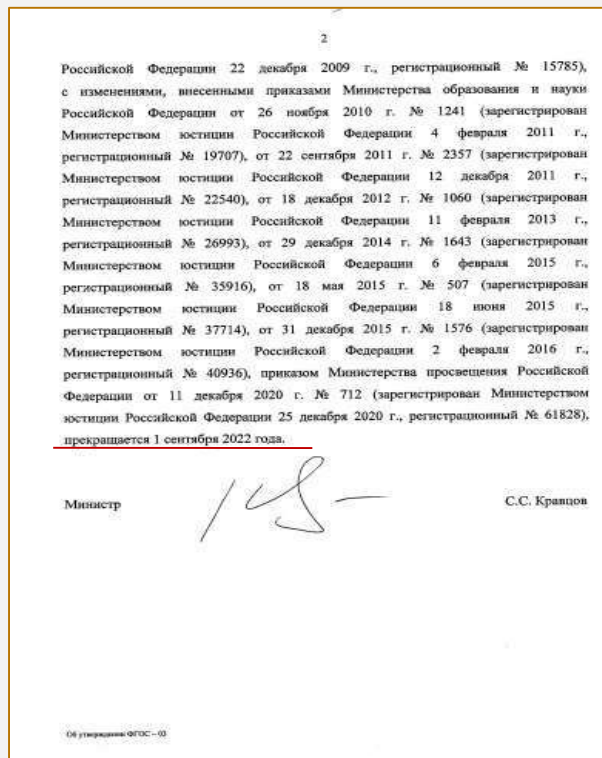 2
Российской Федерации 22 декабря 2009 г., регистрационный № 15785),
с изменениями, внесенными приказами Министерства образования и науки
Российской Федерации от 26 ноября 2010 г. № 1241 (зарегистрирован
Министерством юстиции Российской Федерации 4 февраля 2011 г.,
регистрационный № 19707), от 22 сентября 2011 г. № 2357 (зарегистрирован
Министерством юстиции Российской Федерации 12 декабря 2011 г.,
регистрационный № 22540), от 18 декабря 2012 г. № 1060 (зарегистрирован
Министерством юстиции Российской Федерации 11 февраля 2013 г.,
регистрационный № 26993), от 29 декабря 2014 г. № 1643 (зарегистрирован
Министерством юстиции Российской Федерации 6 февраля 2015 г.,
регистрационный № 35916), от 18 мая 2015 г. № 507 (зарегистрирован
Министерством юстиции Российской Федерации 18 июня 2015 г.,
регистрационный № 37714), от 31 декабря 2015 г. № 1576 (зарегистрирован
Министерством юстиции Российской Федерации 2 февраля 2016 г.,
регистрационный № 40936), приказом Министерства просвещения Российской
Федерации от 11 декабря 2020 г. № 712 (зарегистрирован Министерством
юстиции Российской Федерации 25 декабря 2020 г., регистрационный № 61828),
прекращается 1 сентября 2022 года.
Министр С.С. Кравцов
Об утверждении ФГОС – 03